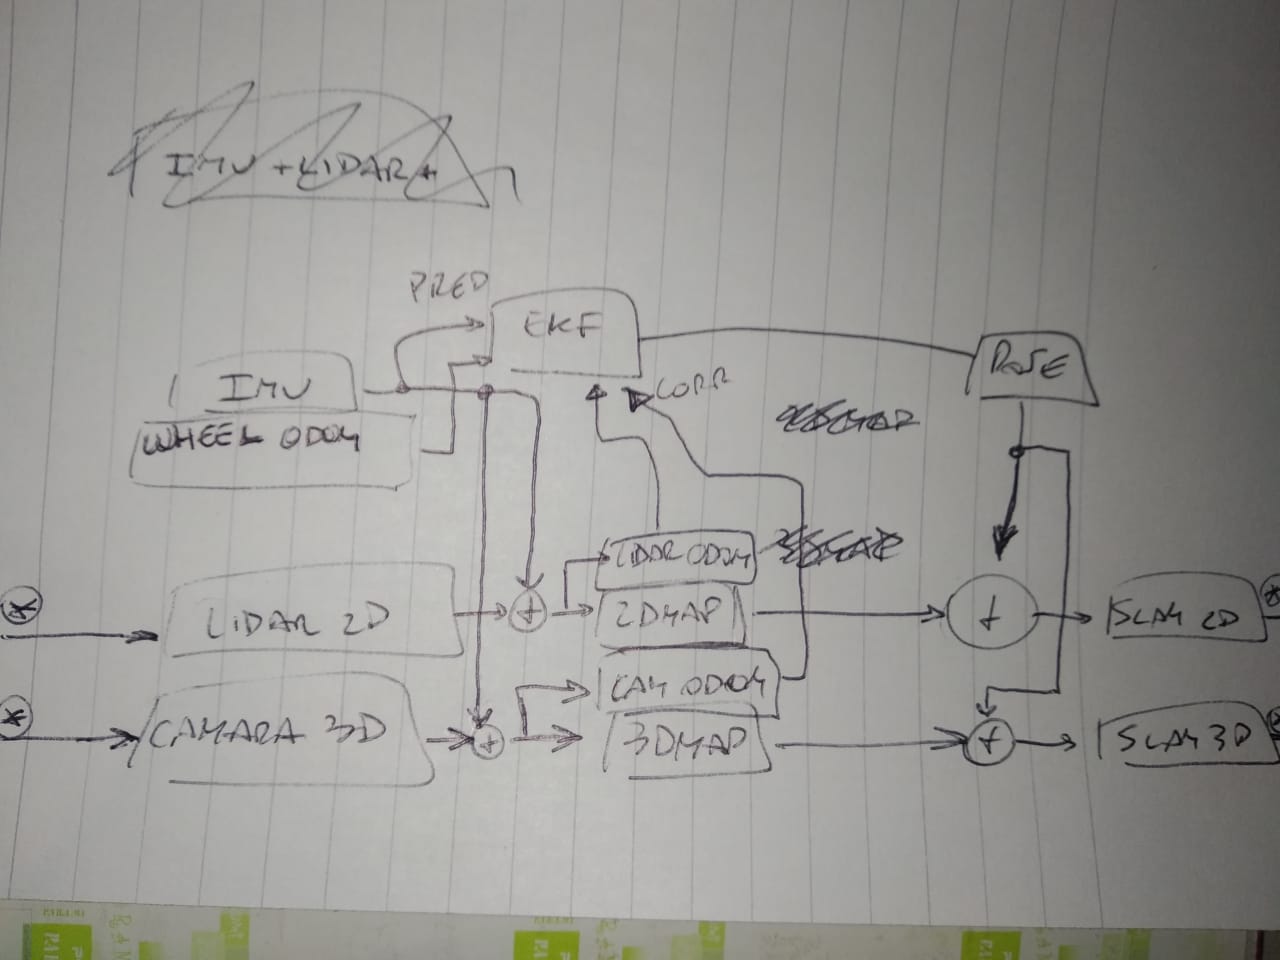 IMU + LIDAR +
PRED
EKF
POSE
IMU
CORR
WHEEL ODOM
LIDAR ODOM
LIDAR 2D
+
2DMAP
+
SLAM 2D
*
*
CAM ODOM
CAMARA 3D
+
3DMAP
+
SLAM 3D
*